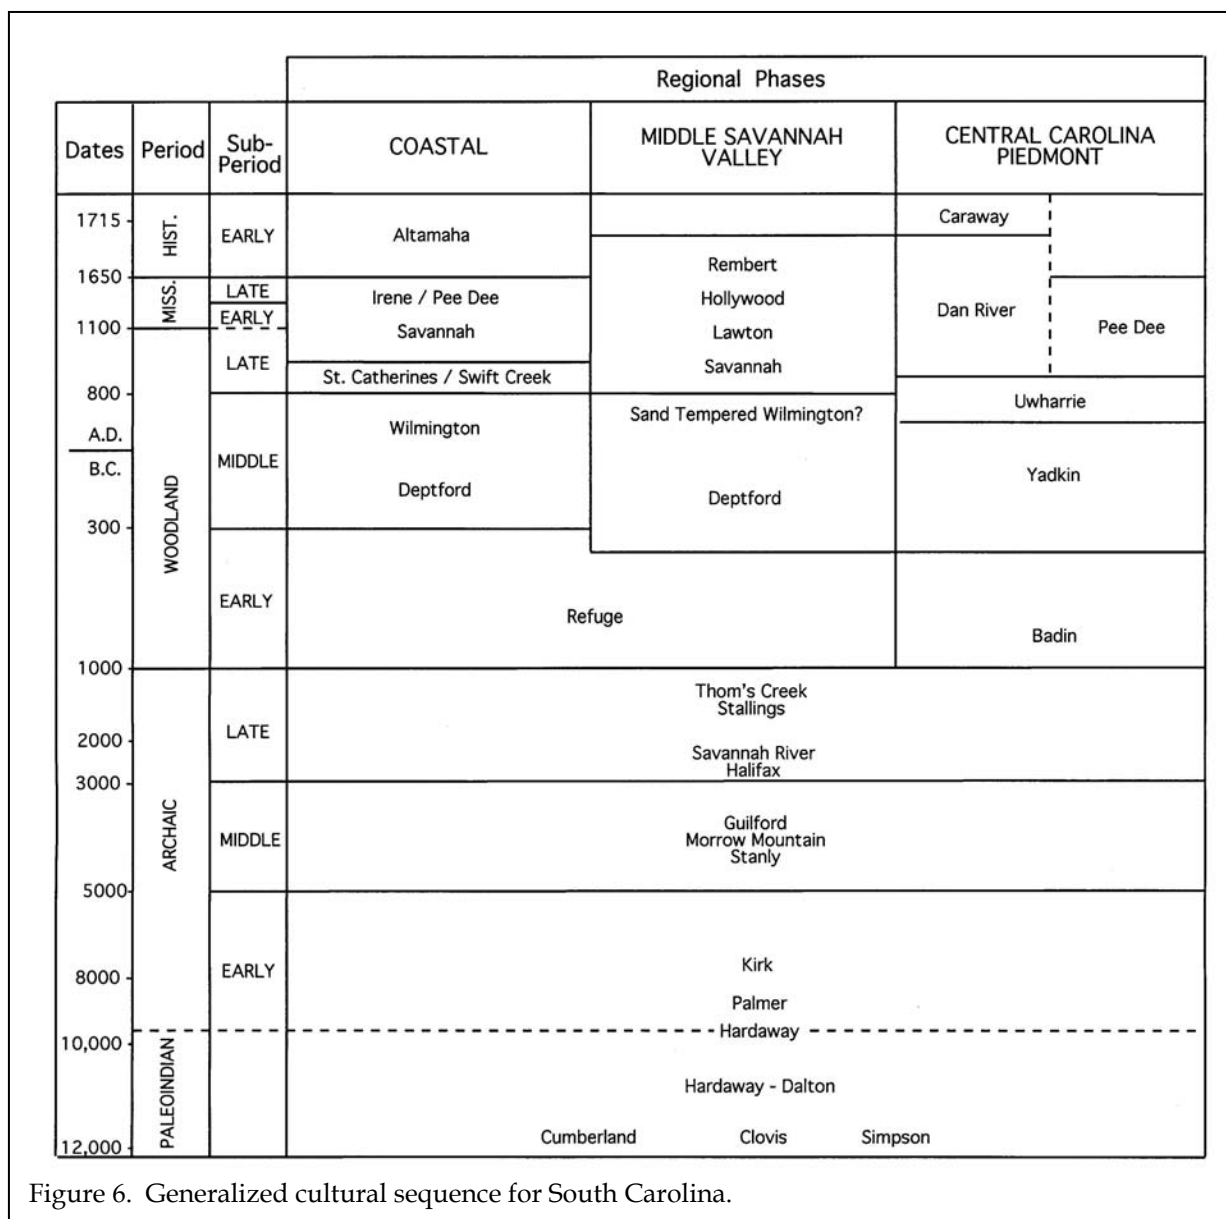 Regional Phases
Dates Period Sub-Period COASTAL MIDDLE SAVANNAH VALLEY CENTRAL CAROLINA PIEDMONT
1715 HIST. EARLY Altamaha Caraway
1650
Rembert
MISS. LATE Irene / Pee Dee Hollywood Dan River
EARLY
1100 Savannah Lawton Pee Dee
WOODLAND LATE Savannah
St. Catherines / Swift Creek
800
Uwharrie
Sand Tempered Wilmington?
A.D. Wilmington
B.C. MIDDLE
Yadkin
Deptford Deptford
300
EARLY Refuge Badin
1000
ARCHAIC LATE Thom's Creek
Stallings
2000
Savannah River
Halifax
3000
MIDDLE Guilford
Morrow Mountain
Stanly
5000
8000 EARLY Kirk
Palmer
Hardaway
10,000
PALEOINDIAN
Hardaway - Dalton
12,000 Cumberland Clovis Simpson
Figure 6. Generalized cultural sequence for South Carolina.